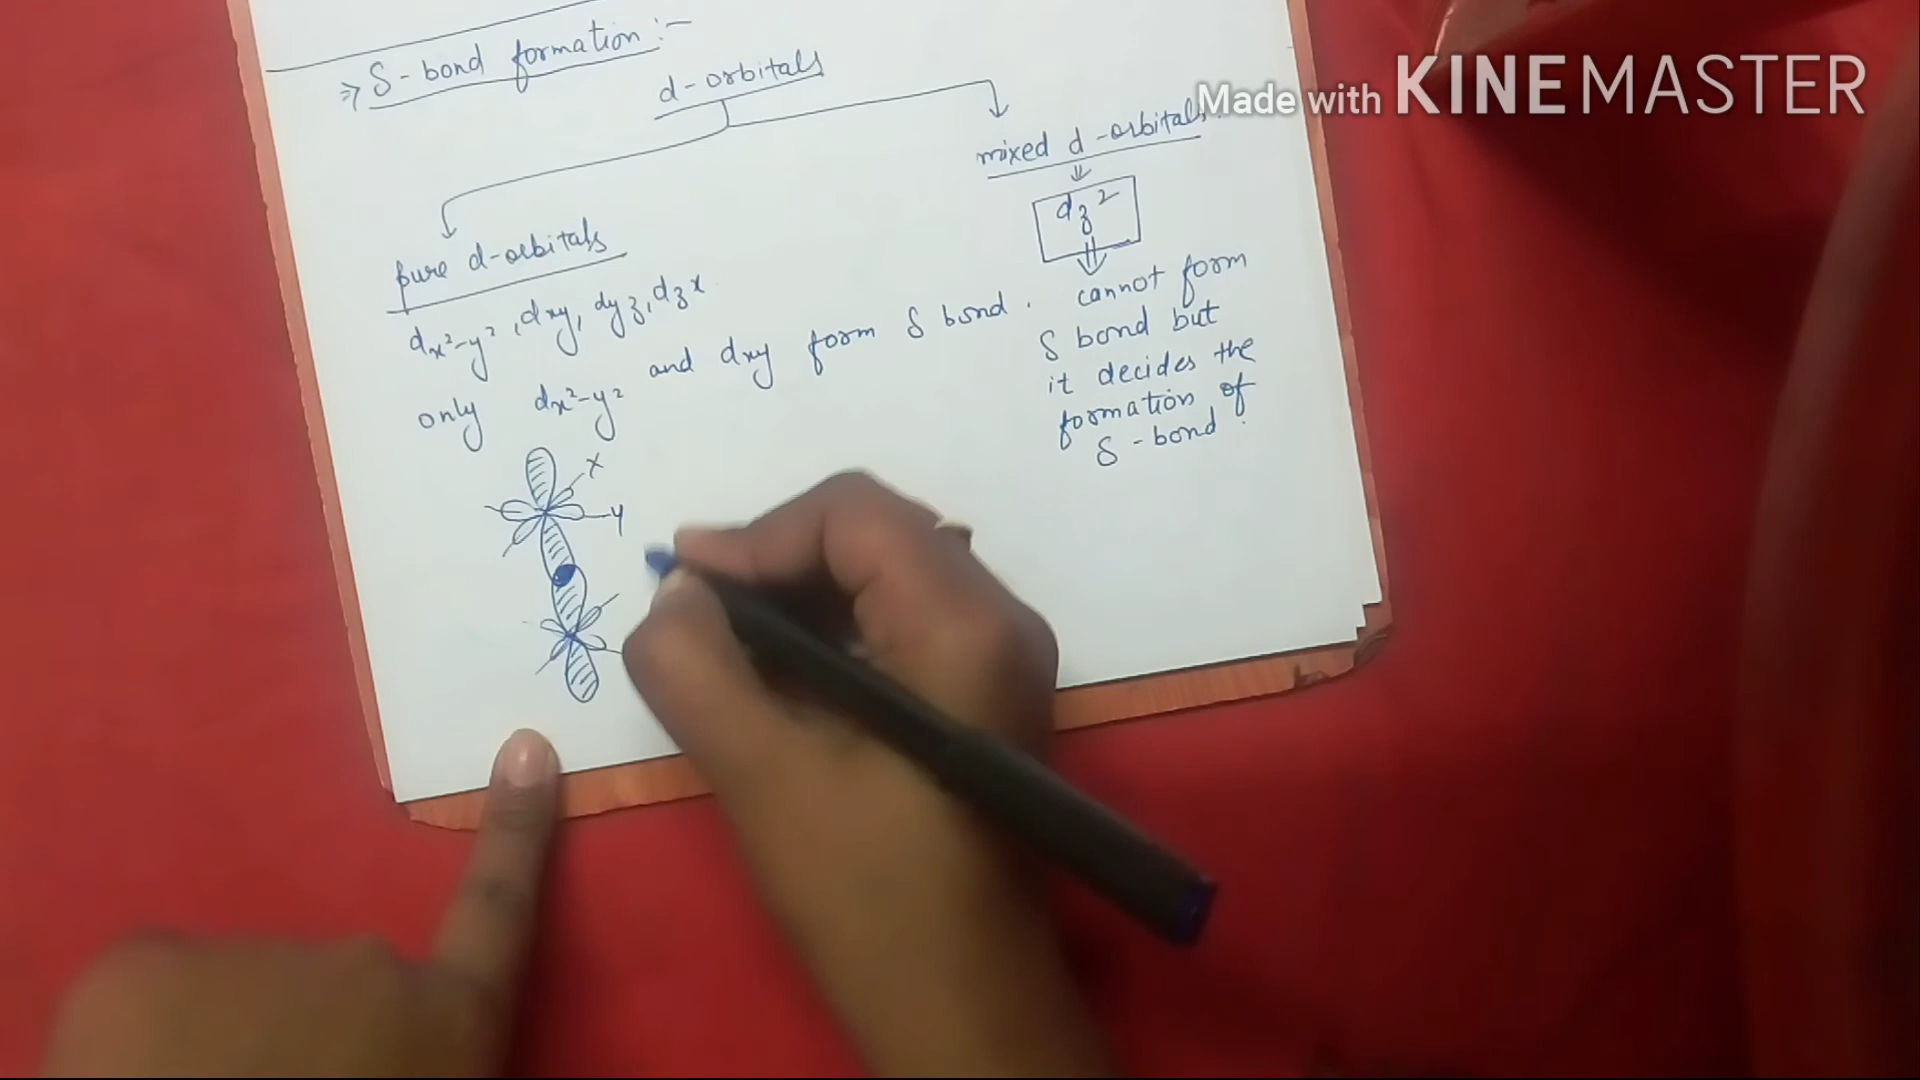 ⇒ δ-bond formation :-
d-orbitals
Made with KINEMASTER
mixed d-orbitals.
dz²
pure d-orbitals
dx²-y², dxy, dyz, dzx
only dx²-y² and dxy form δ bond.
cannot form
δ bond but
it decides the
formation of
δ-bond.
x
y